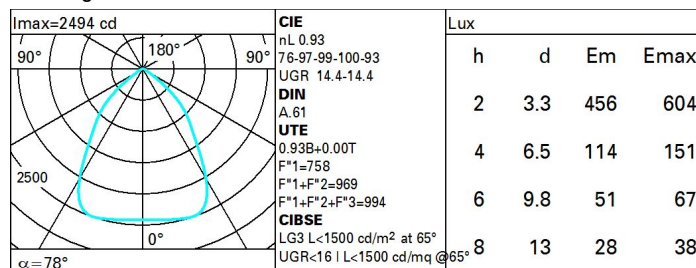 Imax=2494 cd
90°
180°
90°
2500
0°
α=78°
CIE
nL 0.93
76-97-99-100-93
UGR 14.4-14.4
DIN
A.61
UTE
0.93B+0.00T
F"1=758
F"1+F"2=969
F"1+F"2+F"3=994
CIBSE
LG3 L<1500 cd/m² at 65°
UGR<16 | L<1500 cd/mq @65°
Lux
h d Em Emax
2 3.3 456 604
4 6.5 114 151
6 9.8 51 67
8 13 28 38